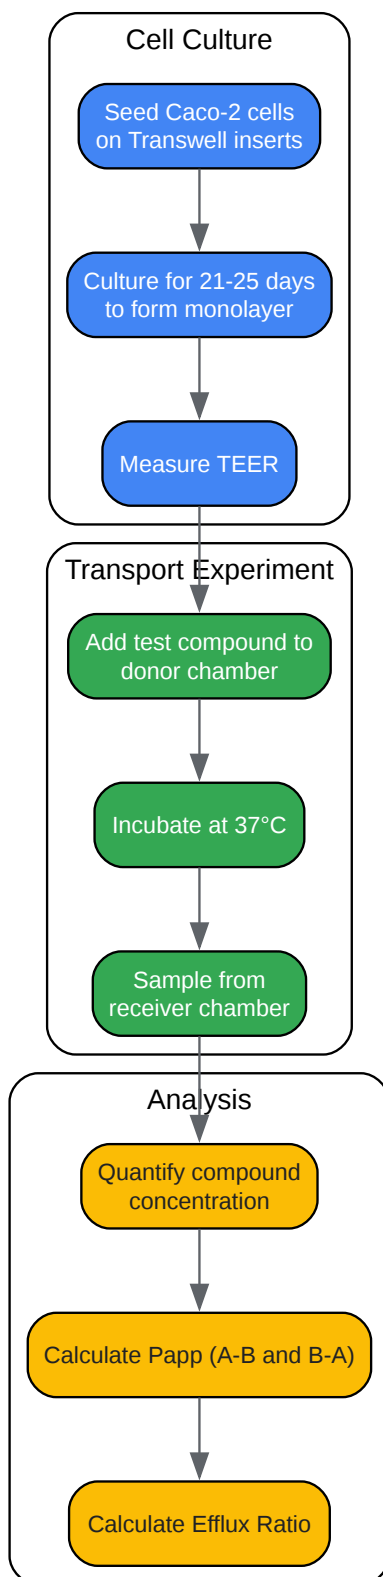 Cell Culture
Seed Caco-2 cells
on Transwell inserts
Culture for 21-25 days
to form monolayer
Measure TEER
Transport Experiment
Add test compound to
donor chamber
Incubate at 37°C
Sample from
receiver chamber
Analysis
Quantify compound
concentration
Calculate Papp (A-B and B-A)
Calculate Efflux Ratio